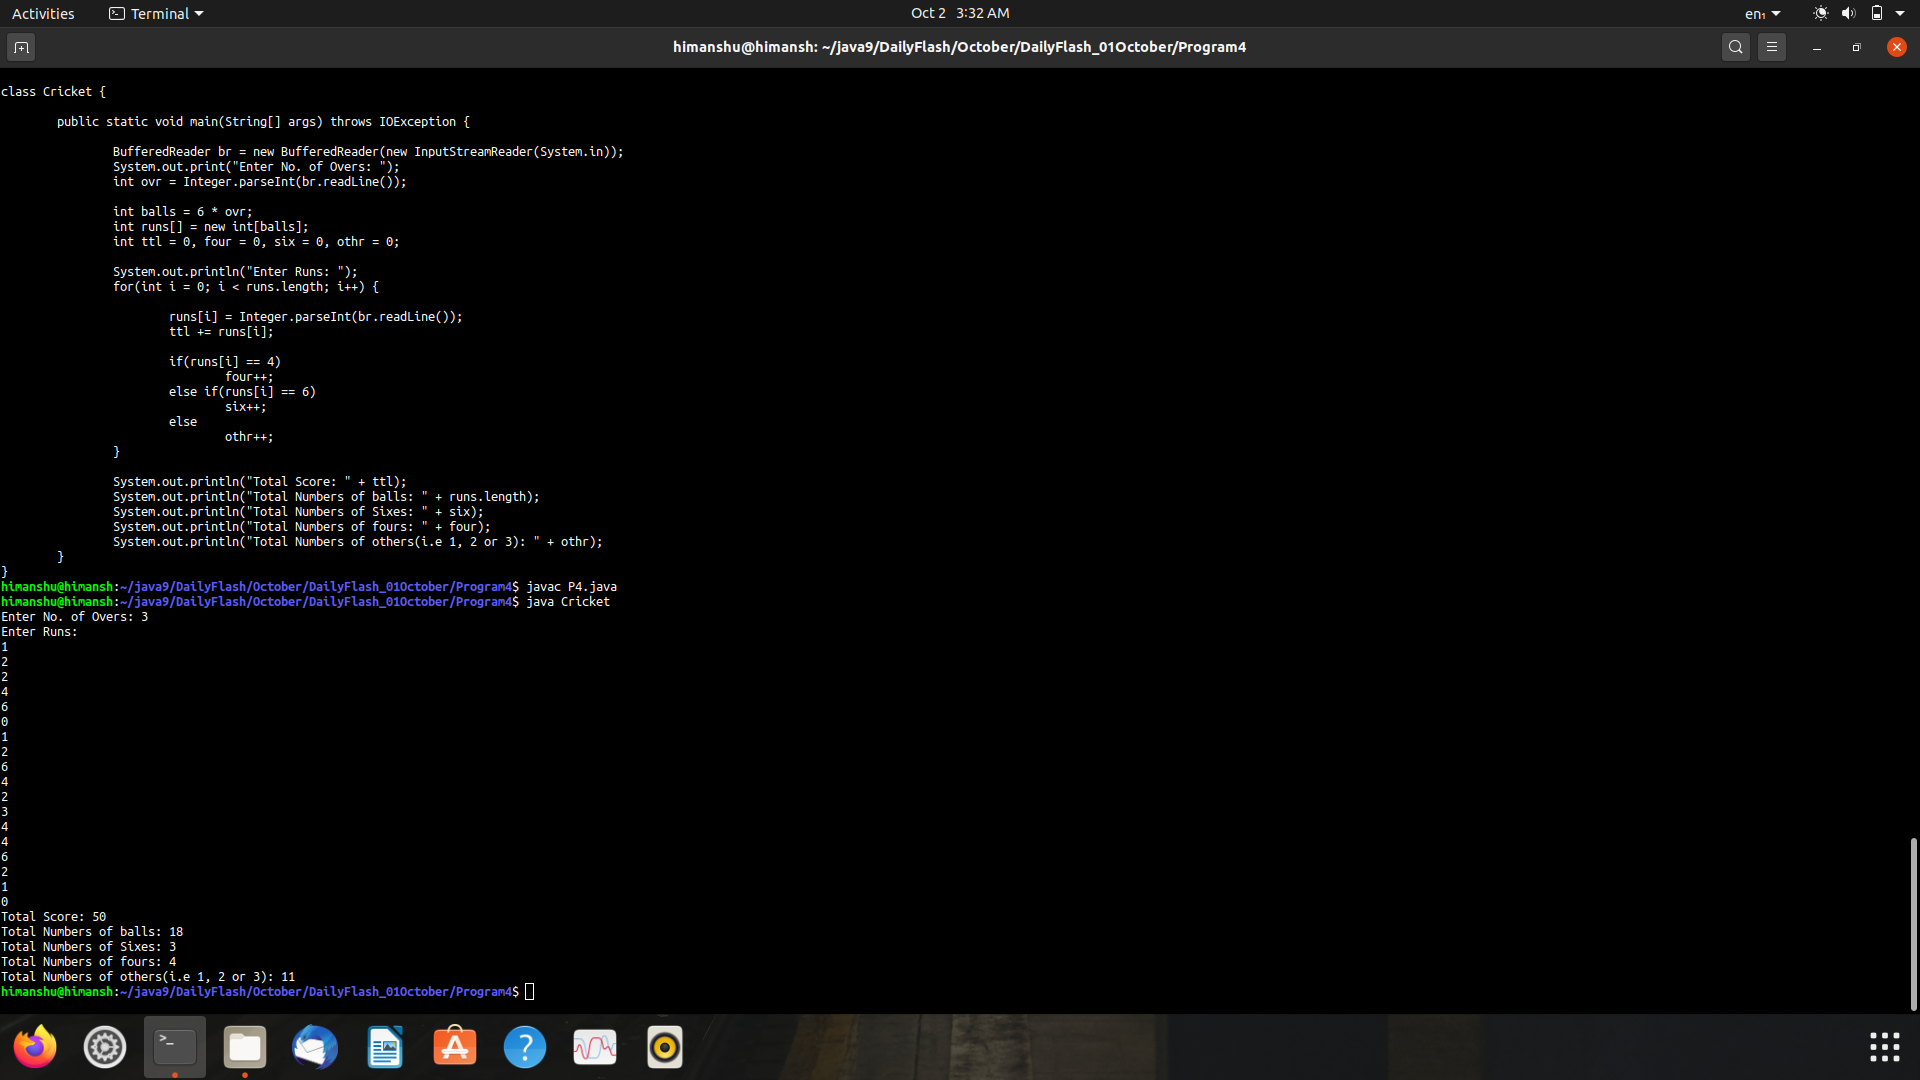 Activities Terminal Oct 2 3:32 AM en₁
himanshu@himansh: ~/java9/DailyFlash/October/DailyFlash_01October/Program4
class Cricket {
public static void main(String[] args) throws IOException {
BufferedReader br = new BufferedReader(new InputStreamReader(System.in));
System.out.print("Enter No. of Overs: ");
int ovr = Integer.parseInt(br.readLine());
int balls = 6 * ovr;
int runs[] = new int[balls];
int ttl = 0, four = 0, six = 0, othr = 0;
System.out.println("Enter Runs: ");
for(int i = 0; i < runs.length; i++) {
runs[i] = Integer.parseInt(br.readLine());
ttl += runs[i];
if(runs[i] == 4)
four++;
else if(runs[i] == 6)
six++;
else
othr++;
}
System.out.println("Total Score: " + ttl);
System.out.println("Total Numbers of balls: " + runs.length);
System.out.println("Total Numbers of Sixes: " + six);
System.out.println("Total Numbers of fours: " + four);
System.out.println("Total Numbers of others(i.e 1, 2 or 3): " + othr);
}
}
himanshu@himansh:~/java9/DailyFlash/October/DailyFlash_01October/Program4$ javac P4.java
himanshu@himansh:~/java9/DailyFlash/October/DailyFlash_01October/Program4$ java Cricket
Enter No. of Overs: 3
Enter Runs:
1
2
2
4
6
0
1
2
6
4
2
3
4
4
6
2
1
0
Total Score: 50
Total Numbers of balls: 18
Total Numbers of Sixes: 3
Total Numbers of fours: 4
Total Numbers of others(i.e 1, 2 or 3): 11
himanshu@himansh:~/java9/DailyFlash/October/DailyFlash_01October/Program4$